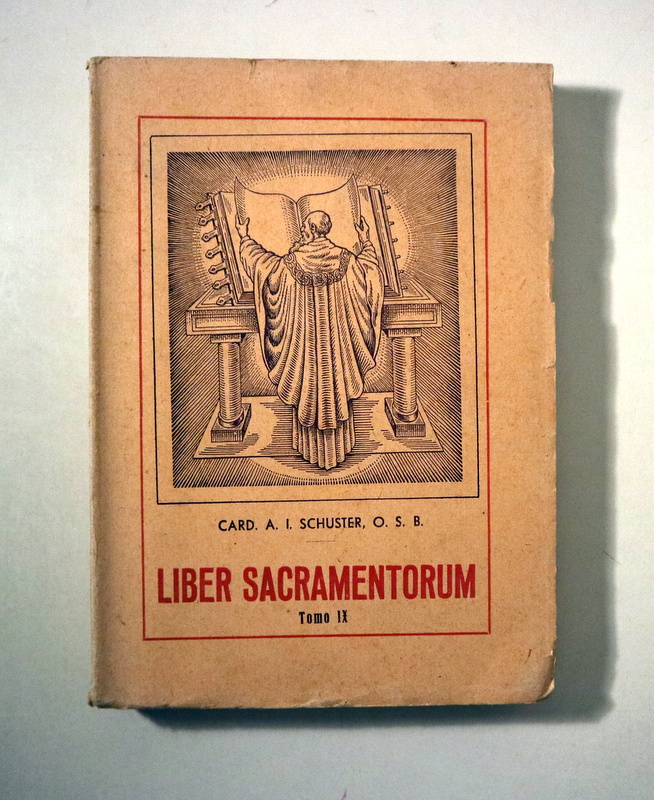 CARD. A. I. SCHUSTER, O. S. B.
LIBER SACRAMENTORUM
Tomo IX